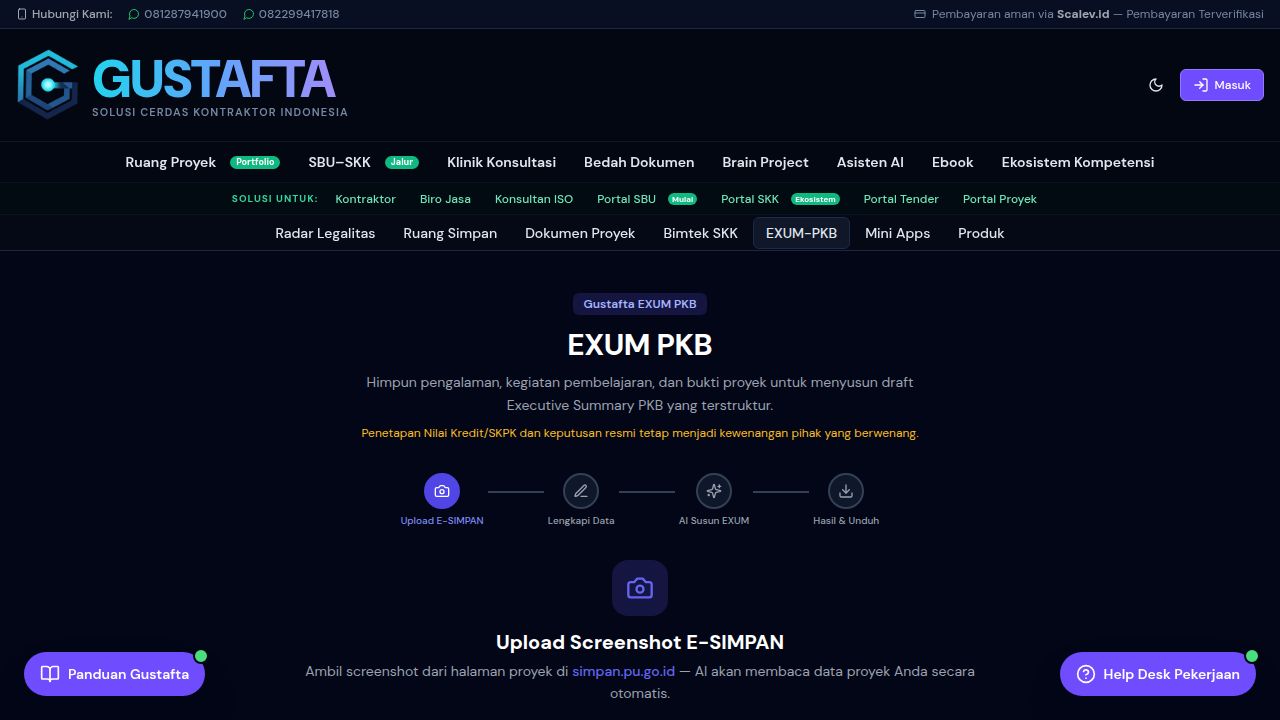 Hubungi Kami: 081287941900 082299417818
Pembayaran aman via Scalev.id — Pembayaran Terverifikasi
GUSTAFTA
SOLUSI CERDAS KONTRAKTOR INDONESIA
Masuk
Ruang Proyek Portfolio SBU–SKK Jalur Klinik Konsultasi Bedah Dokumen Brain Project Asisten AI Ebook Ekosistem Kompetensi
SOLUSI UNTUK: Kontraktor Biro Jasa Konsultan ISO Portal SBU Mulai Portal SKK Ekosistem Portal Tender Portal Proyek
Radar Legalitas Ruang Simpan Dokumen Proyek Bimtek SKK EXUM-PKB Mini Apps Produk
Gustafta EXUM PKB
EXUM PKB
Himpun pengalaman, kegiatan pembelajaran, dan bukti proyek untuk menyusun draft
Executive Summary PKB yang terstruktur.
Penetapan Nilai Kredit/SKPK dan keputusan resmi tetap menjadi kewenangan pihak yang berwenang.
Upload E-SIMPAN Lengkapi Data AI Susun EXUM Hasil & Unduh
Upload Screenshot E-SIMPAN
Ambil screenshot dari halaman proyek di simpan.pu.go.id — AI akan membaca data proyek Anda secara
otomatis.
Panduan Gustafta
Help Desk Pekerjaan